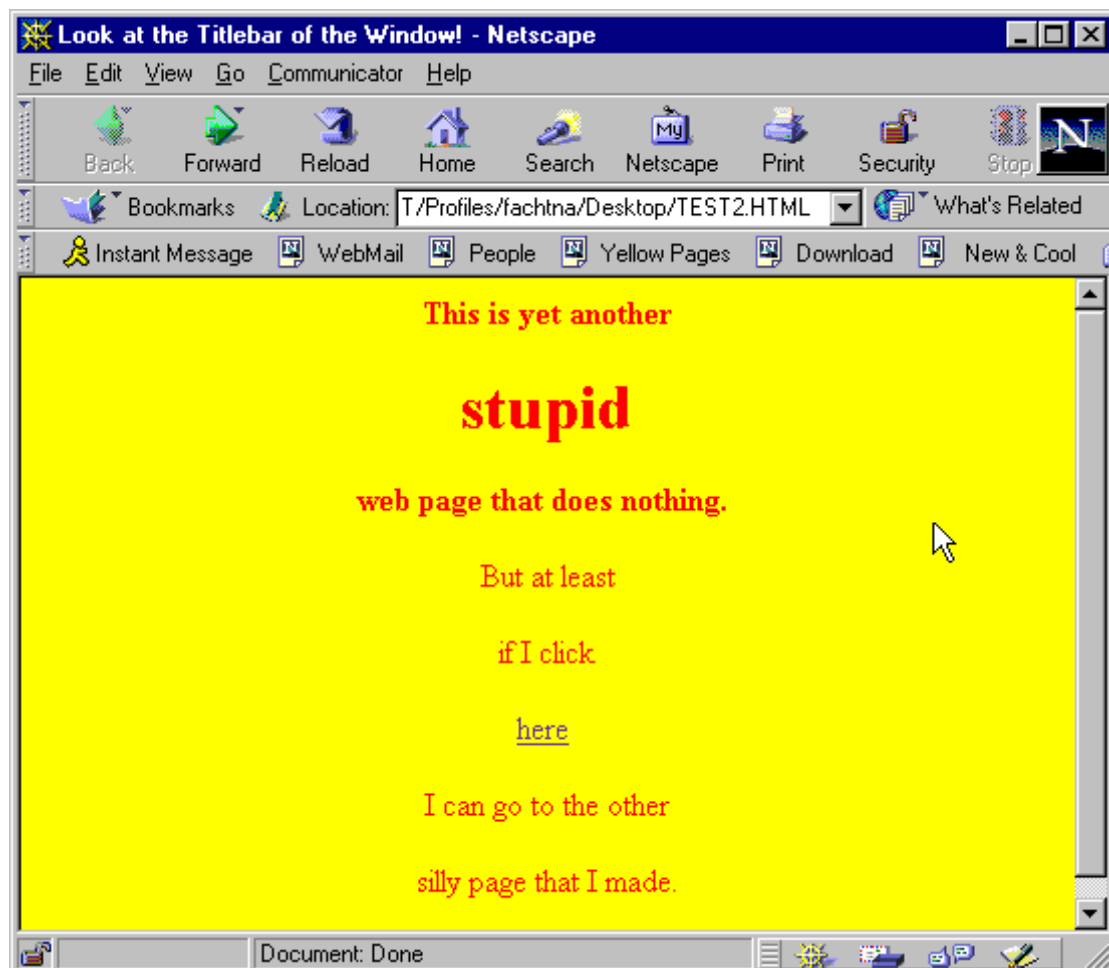 Look at the Titlebar of the Window! - Netscape
File Edit View Go Communicator Help
Back Forward Reload Home Search Netscape Print Security Stop
Bookmarks Location: T/Profiles/fachtna/Desktop/TEST2.HTML What's Related
Instant Message WebMail People Yellow Pages Download New & Cool
This is yet another
stupid
web page that does nothing.
But at least
if I click
here
I can go to the other
silly page that I made.
Document: Done